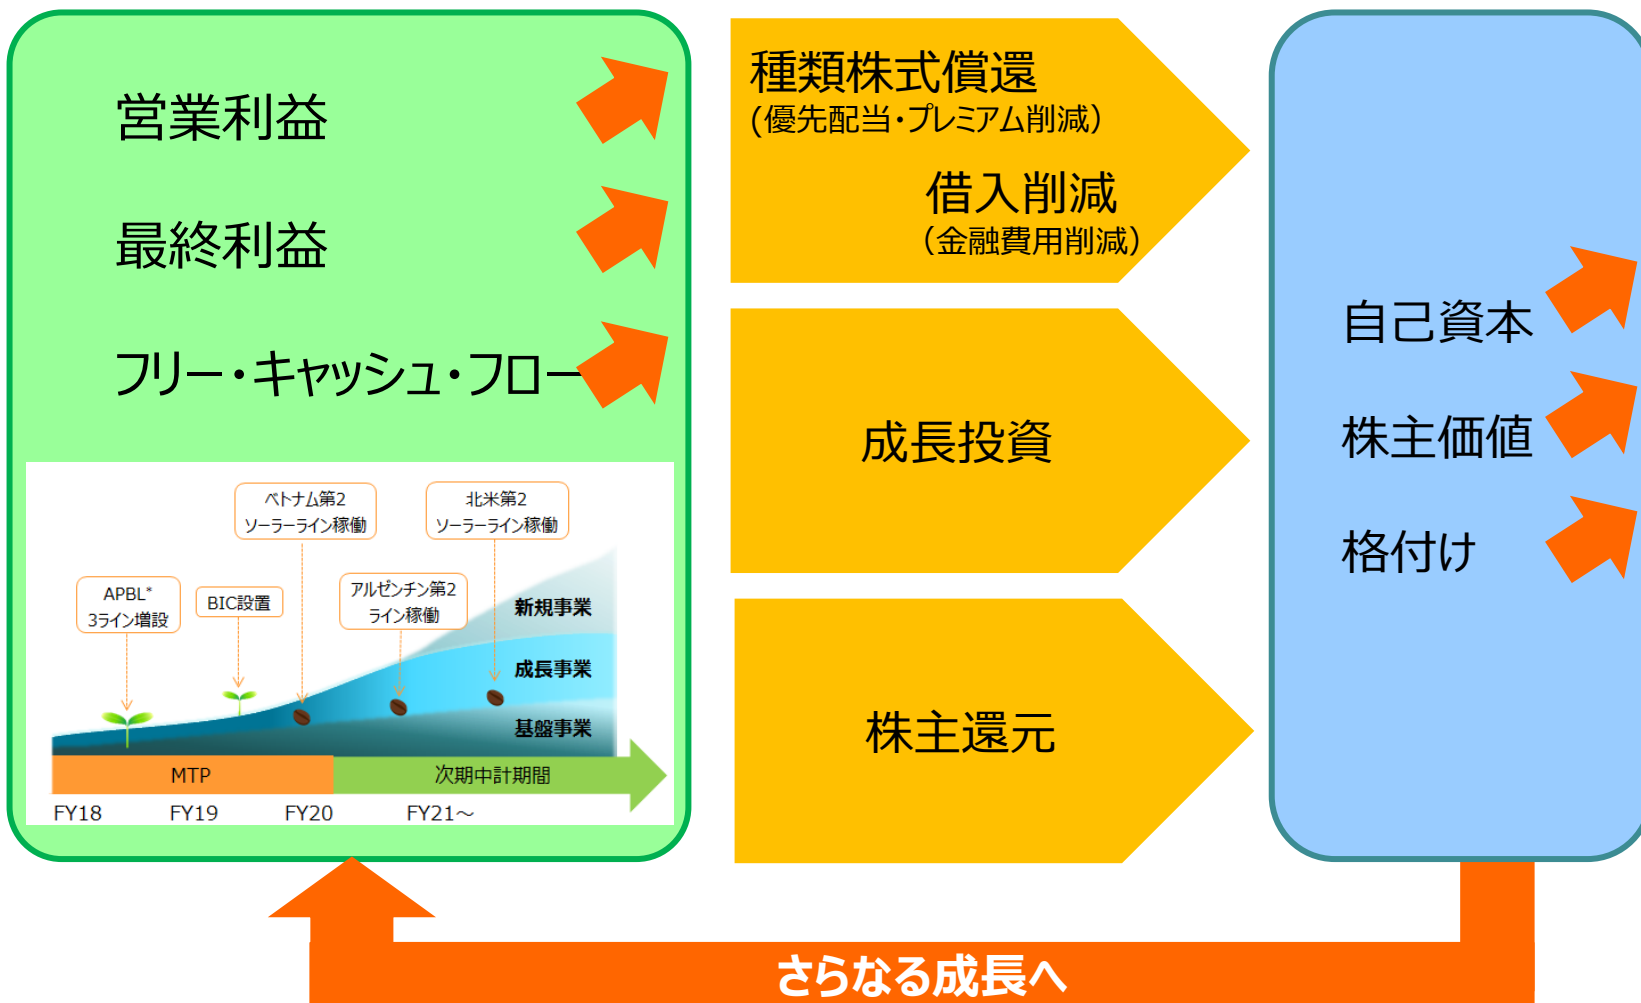 営業利益
最終利益
フリー・キャッシュ・フロー
ベトナム第2
ソーラーライン稼働
北米第2
ソーラーライン稼働
APBL*
3ライン増設
BIC設置
アルゼンチン第2
ライン稼働
新規事業
成長事業
基盤事業
MTP
次期中計期間
FY18
FY19
FY20
FY21～
種類株式償還
(優先配当・プレミアム削減）
借入削減
（金融費用削減）
成長投資
株主還元
自己資本
株主価値
格付け
さらなる成長へ